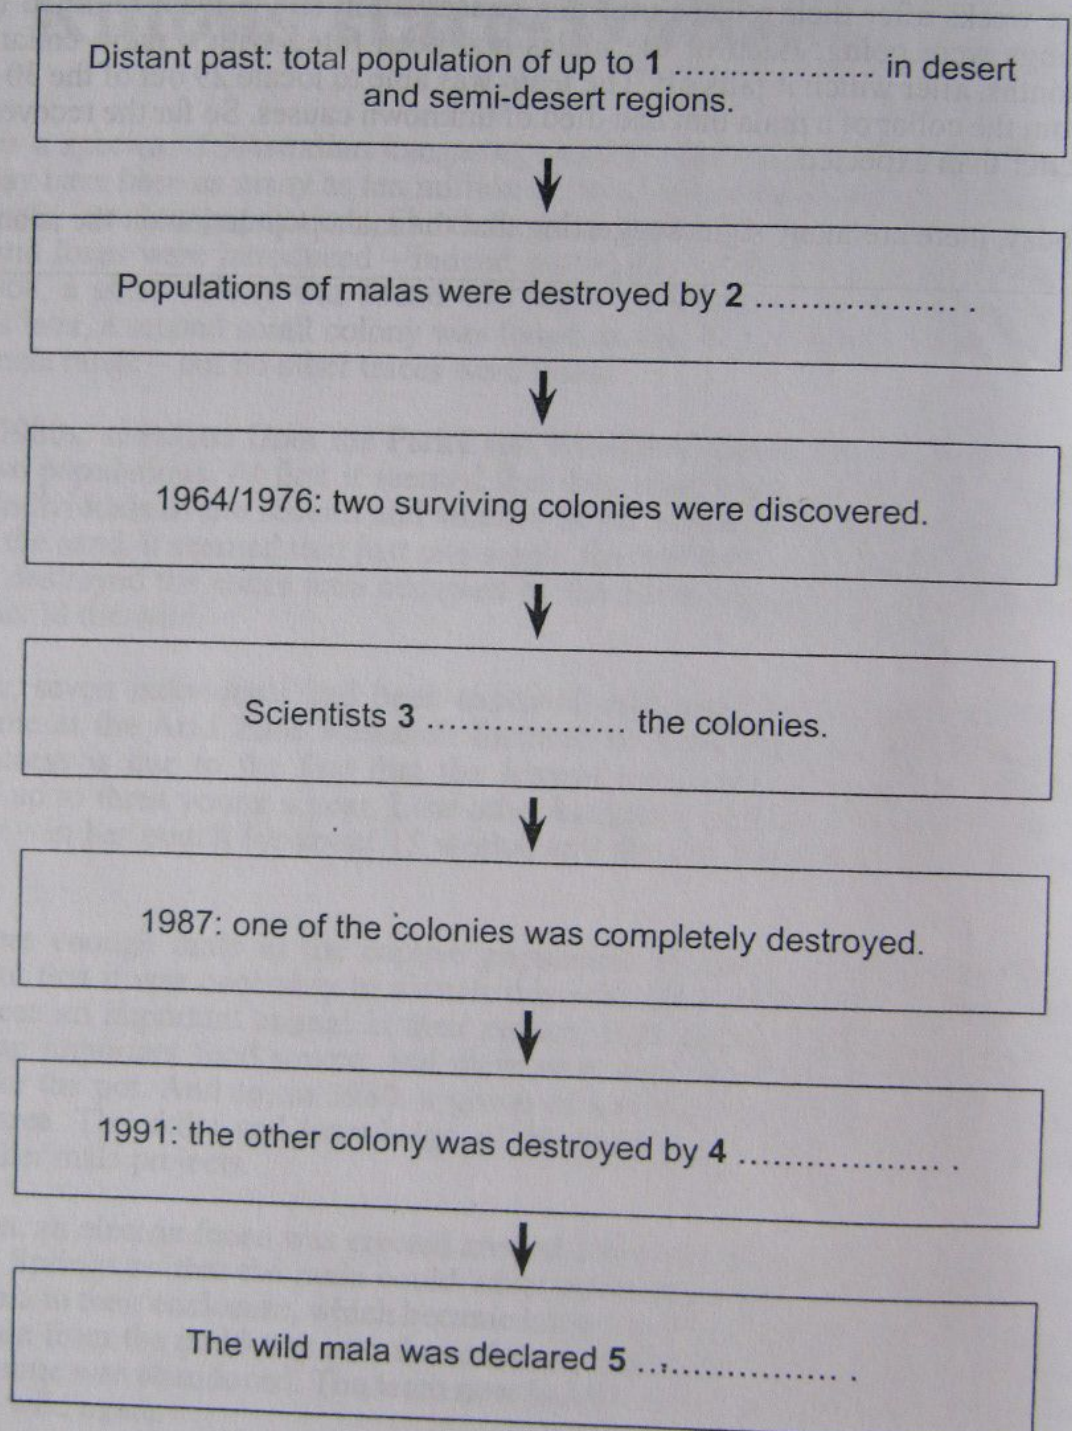 Distant past: total population of up to 1 .................... in desert
and semi-desert regions.
Populations of malas were destroyed by 2 .................... .
1964/1976: two surviving colonies were discovered.
Scientists 3 .................... the colonies.
1987: one of the colonies was completely destroyed.
1991: the other colony was destroyed by 4 .................... .
The wild mala was declared 5 .................... .